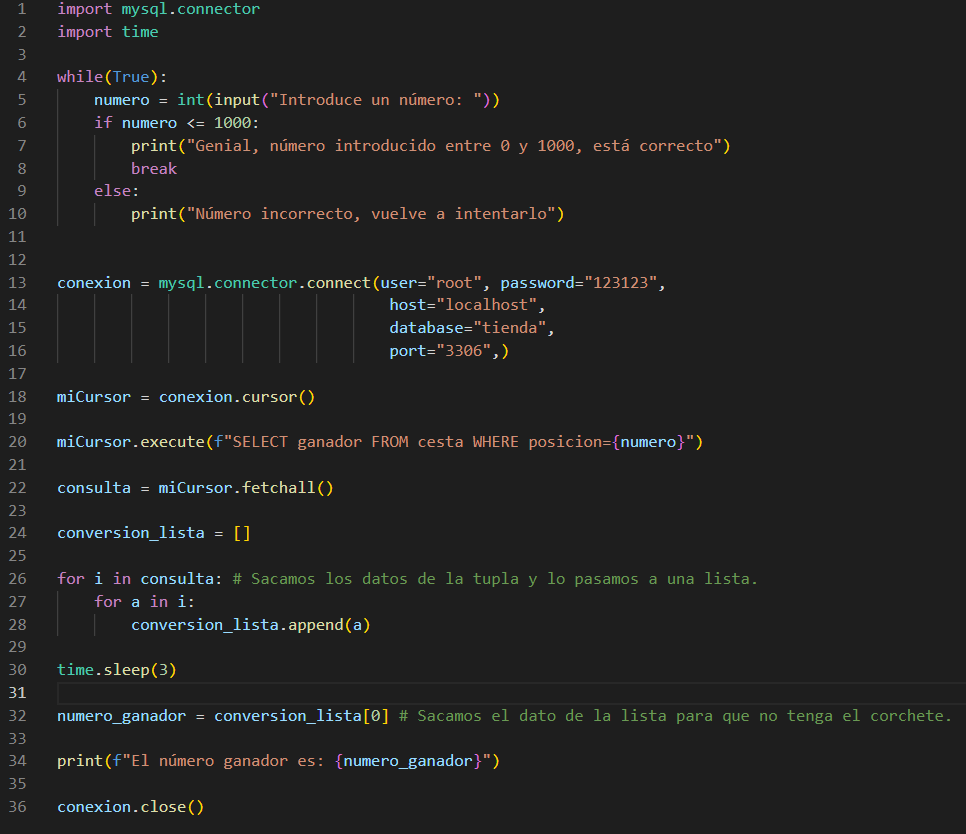 1 import mysql.connector
2 import time
3
4 while(True):
5     numero = int(input("Introduce un número: "))
6     if numero <= 1000:
7         print("Genial, número introducido entre 0 y 1000, está correcto")
8         break
9     else:
10         print("Número incorrecto, vuelve a intentarlo")
11
12
13 conexion = mysql.connector.connect(user="root", password="123123",
14                                     host="localhost",
15                                     database="tienda",
16                                     port="3306",)
17
18 miCursor = conexion.cursor()
19
20 miCursor.execute(f"SELECT ganador FROM cesta WHERE posicion={numero}")
21
22 consulta = miCursor.fetchall()
23
24 conversion_lista = []
25
26 for i in consulta: # Sacamos los datos de la tupla y lo pasamos a una lista.
27     for a in i:
28         conversion_lista.append(a)
29
30 time.sleep(3)
31
32 numero_ganador = conversion_lista[0] # Sacamos el dato de la lista para que no tenga el corchete.
33
34 print(f"El número ganador es: {numero_ganador}")
35
36 conexion.close()